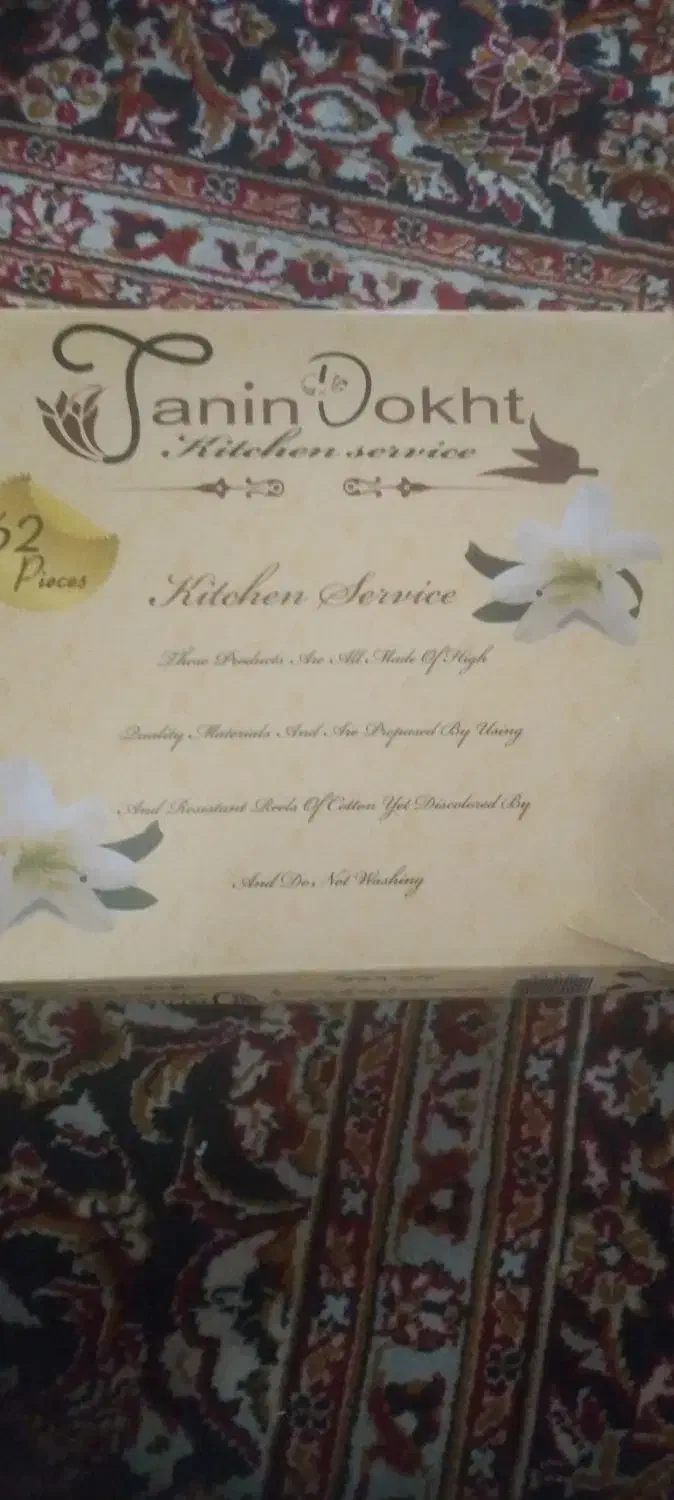 Tanin Dokht
Kitchen service
62
Pieces
Kitchen Service
These Products Are All Made Of High
Quality Materials And Are Prepared By Using
And Resistant Reels Of Cotton Yet Discolored By
And Do, Not Washing